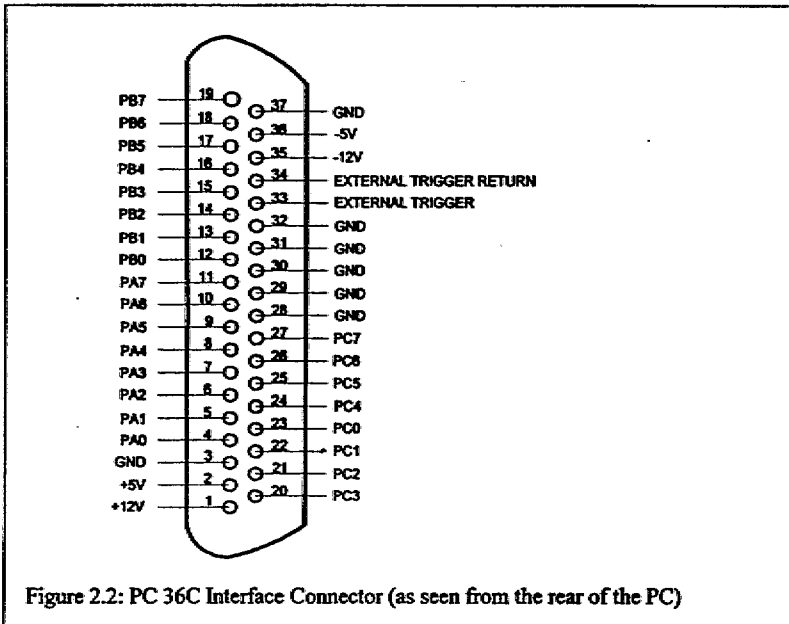 PB7 19
37 GND
PB6 18
36 -5V
PB5 17
35 -12V
PB4 16
34 EXTERNAL TRIGGER RETURN
PB3 15
33 EXTERNAL TRIGGER
PB2 14
32 GND
PB1 13
31 GND
PB0 12
30 GND
PA7 11
29 GND
PA6 10
28 GND
PA5 9
27 PC7
PA4 8
26 PC6
PA3 7
25 PC5
PA2 6
24 PC4
PA1 5
23 PC0
PA0 4
22 PC1
GND 3
21 PC2
+5V 2
20 PC3
+12V 1
Figure 2.2: PC 36C Interface Connector (as seen from the rear of the PC)